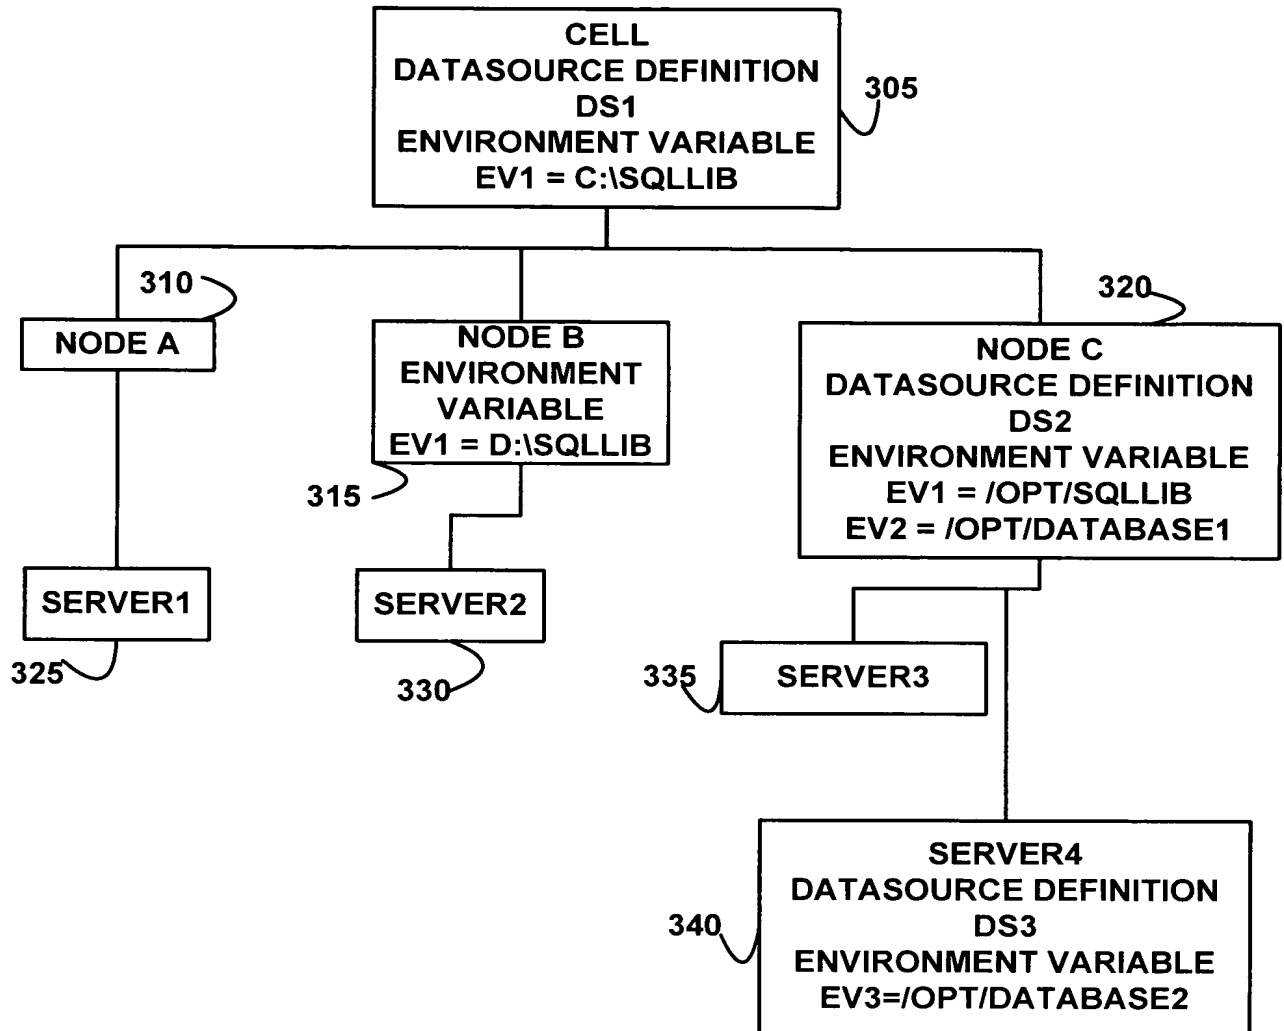 CELL
DATASOURCE DEFINITION
DS1
ENVIRONMENT VARIABLE
EV1 = C:\SQLLIB
305
310
NODE A
NODE B
ENVIRONMENT
VARIABLE
EV1 = D:\SQLLIB
315
320
NODE C
DATASOURCE DEFINITION
DS2
ENVIRONMENT VARIABLE
EV1 = /OPT/SQLLIB
EV2 = /OPT/DATABASE1
SERVER1
325
SERVER2
330
335
SERVER3
340
SERVER4
DATASOURCE DEFINITION
DS3
ENVIRONMENT VARIABLE
EV3=/OPT/DATABASE2